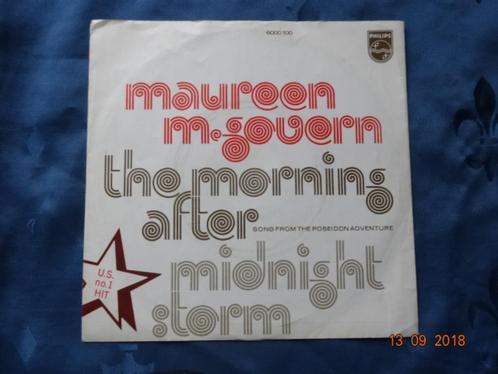 6000 100
PHILIPS
maureen
mcgovern
the morning
after
SONG FROM THE POSEIDON ADVENTURE
midnight
storm
U.S.
no.1
HIT
13 09 2018